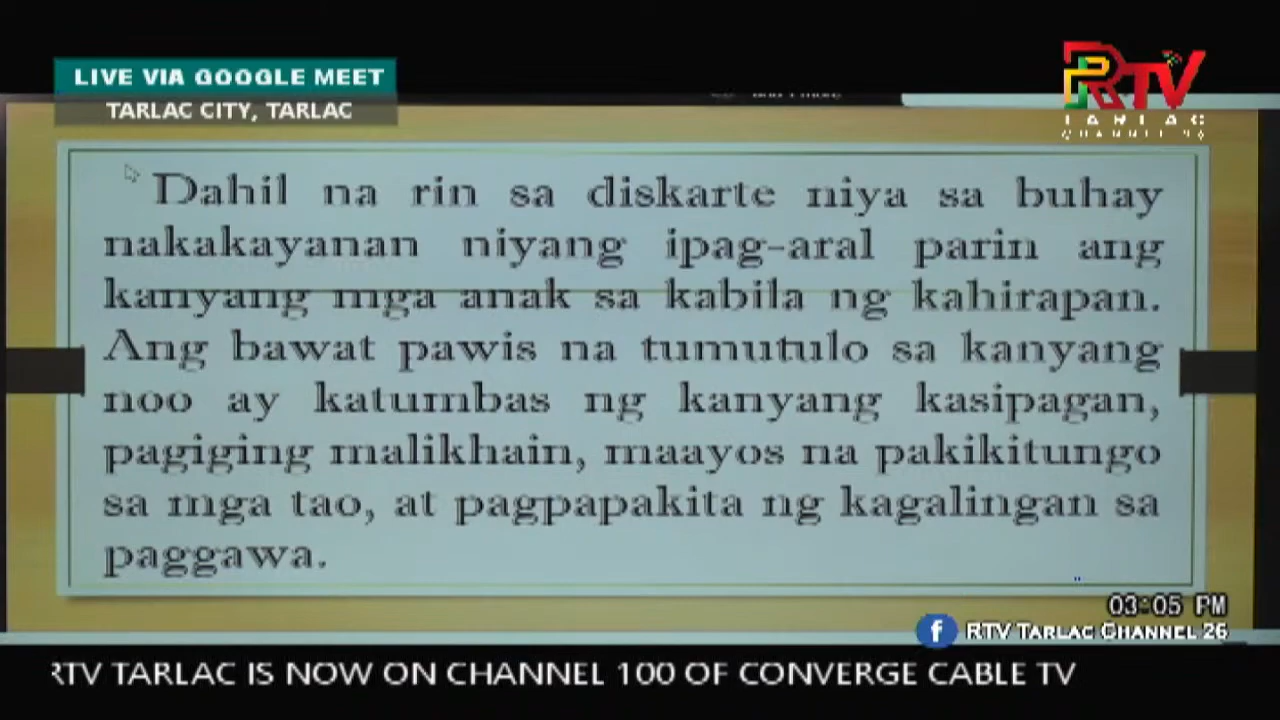 LIVE VIA GOOGLE MEET
TARLAC CITY, TARLAC
RTV
TARLAC
CHANNEL 26
Dahil na rin sa diskarte niya sa buhay
nakakayanan niyang ipag-aral parin ang
kanyang mga anak sa kabila ng kahirapan.
Ang bawat pawis na tumutulo sa kanyang
noo ay katumbas ng kanyang kasipagan,
pagiging malikhain, maayos na pakikitungo
sa mga tao, at pagpapakita ng kagalingan sa
paggawa.
03:05 PM
f RTV TARLAC CHANNEL 26
RTV TARLAC IS NOW ON CHANNEL 100 OF CONVERGE CABLE TV